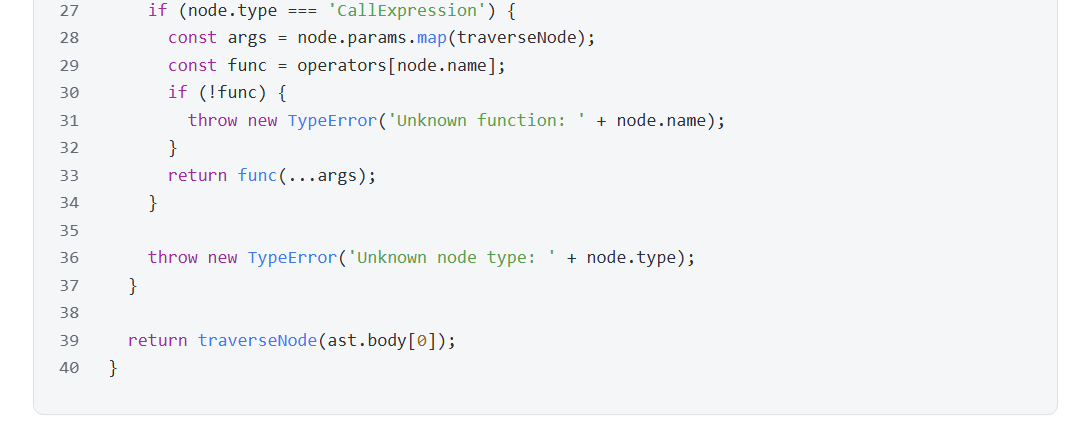 27 if (node.type === 'CallExpression') {
28 const args = node.params.map(traverseNode);
29 const func = operators[node.name];
30 if (!func) {
31 throw new TypeError('Unknown function: ' + node.name);
32 }
33 return func(...args);
34 }
35
36 throw new TypeError('Unknown node type: ' + node.type);
37 }
38
39 return traverseNode(ast.body[0]);
40 }